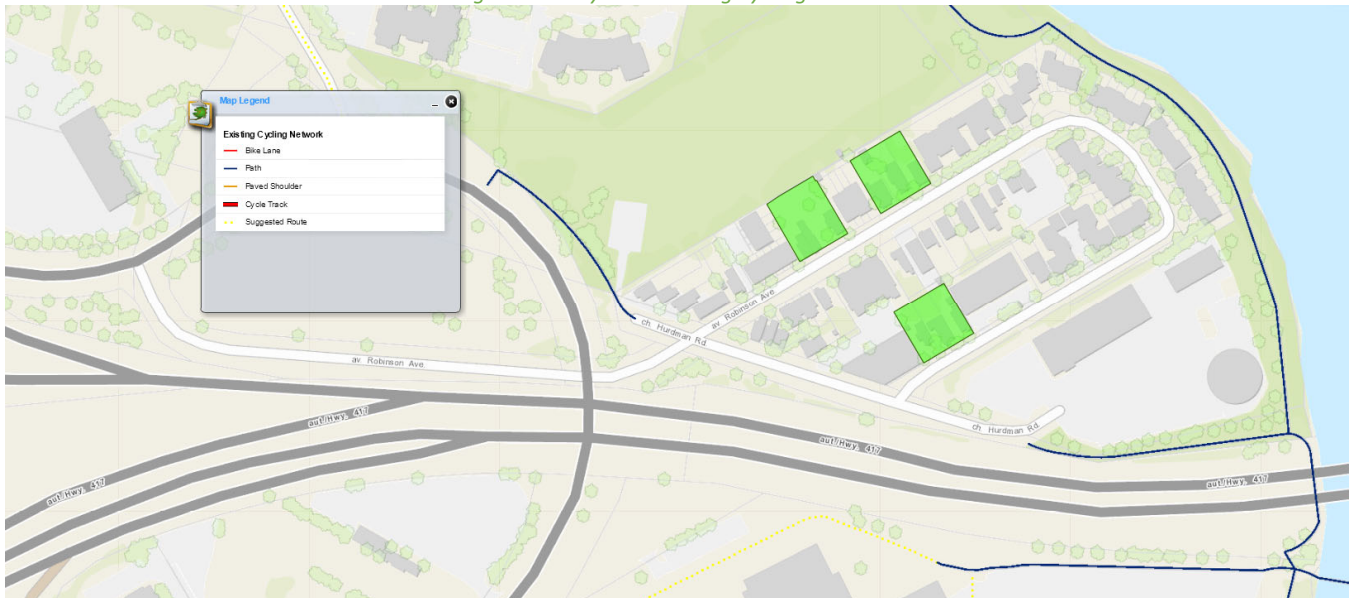 Map Legend
Existing Cycling Network
Bike Lane
Path
Paved Shoulder
Cycle Track
Suggested Route
ch. Hurdman Rd
av. Robinson Ave.
av. Robinson Ave.
ch. Hurdman Rd.
aut./Hwy. 417
aut./Hwy. 417
aut./Hwy. 417
aut./Hwy. 417